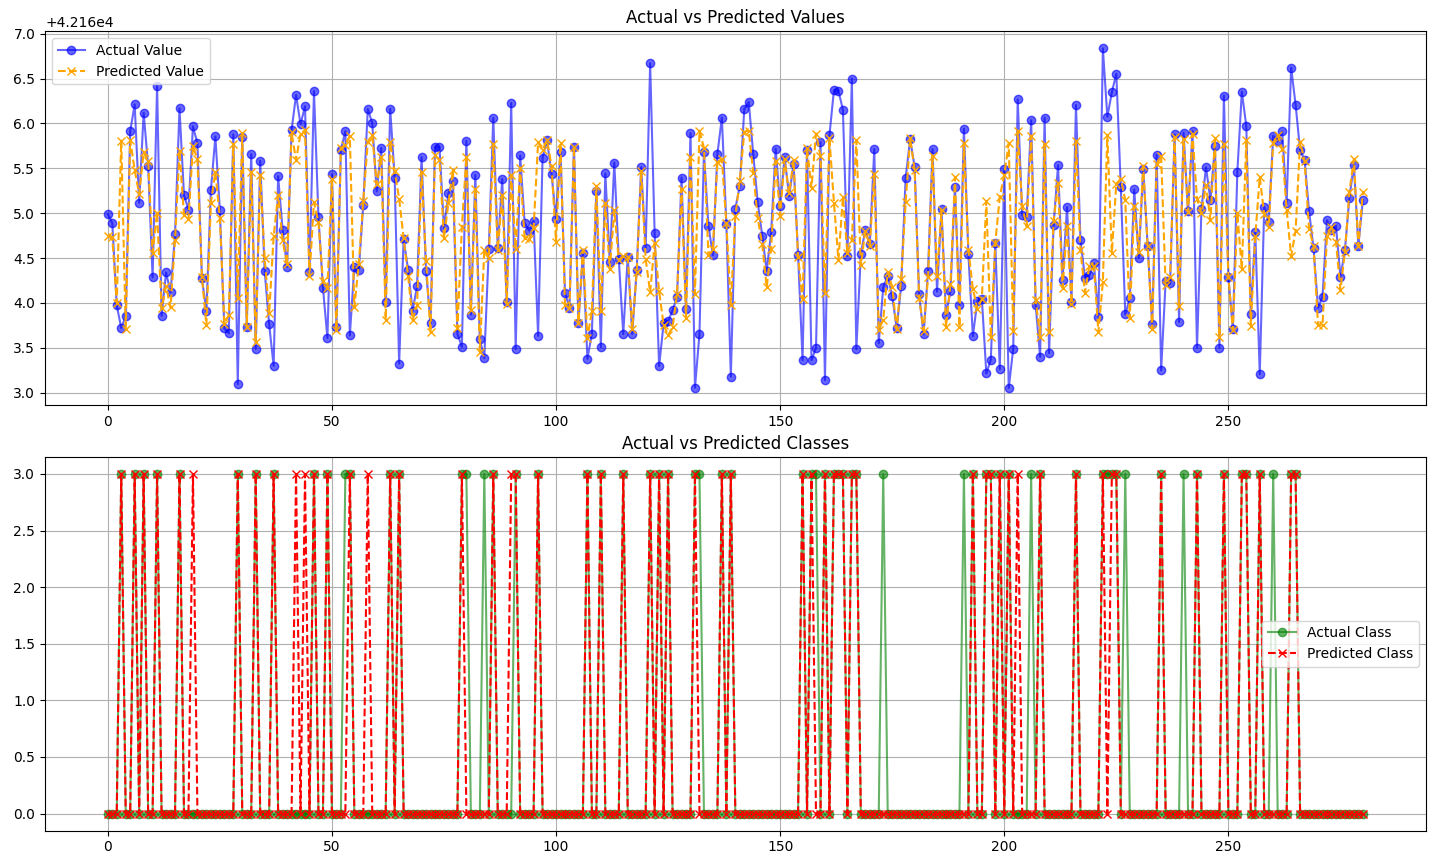 Actual vs Predicted Values
+4.216e4
7.0
6.5
6.0
5.5
5.0
4.5
4.0
3.5
3.0
Actual Value
Predicted Value
0 50 100 150 200 250
Actual vs Predicted Classes
3.0
2.5
2.0
1.5
1.0
0.5
0.0
Actual Class
Predicted Class
0 50 100 150 200 250